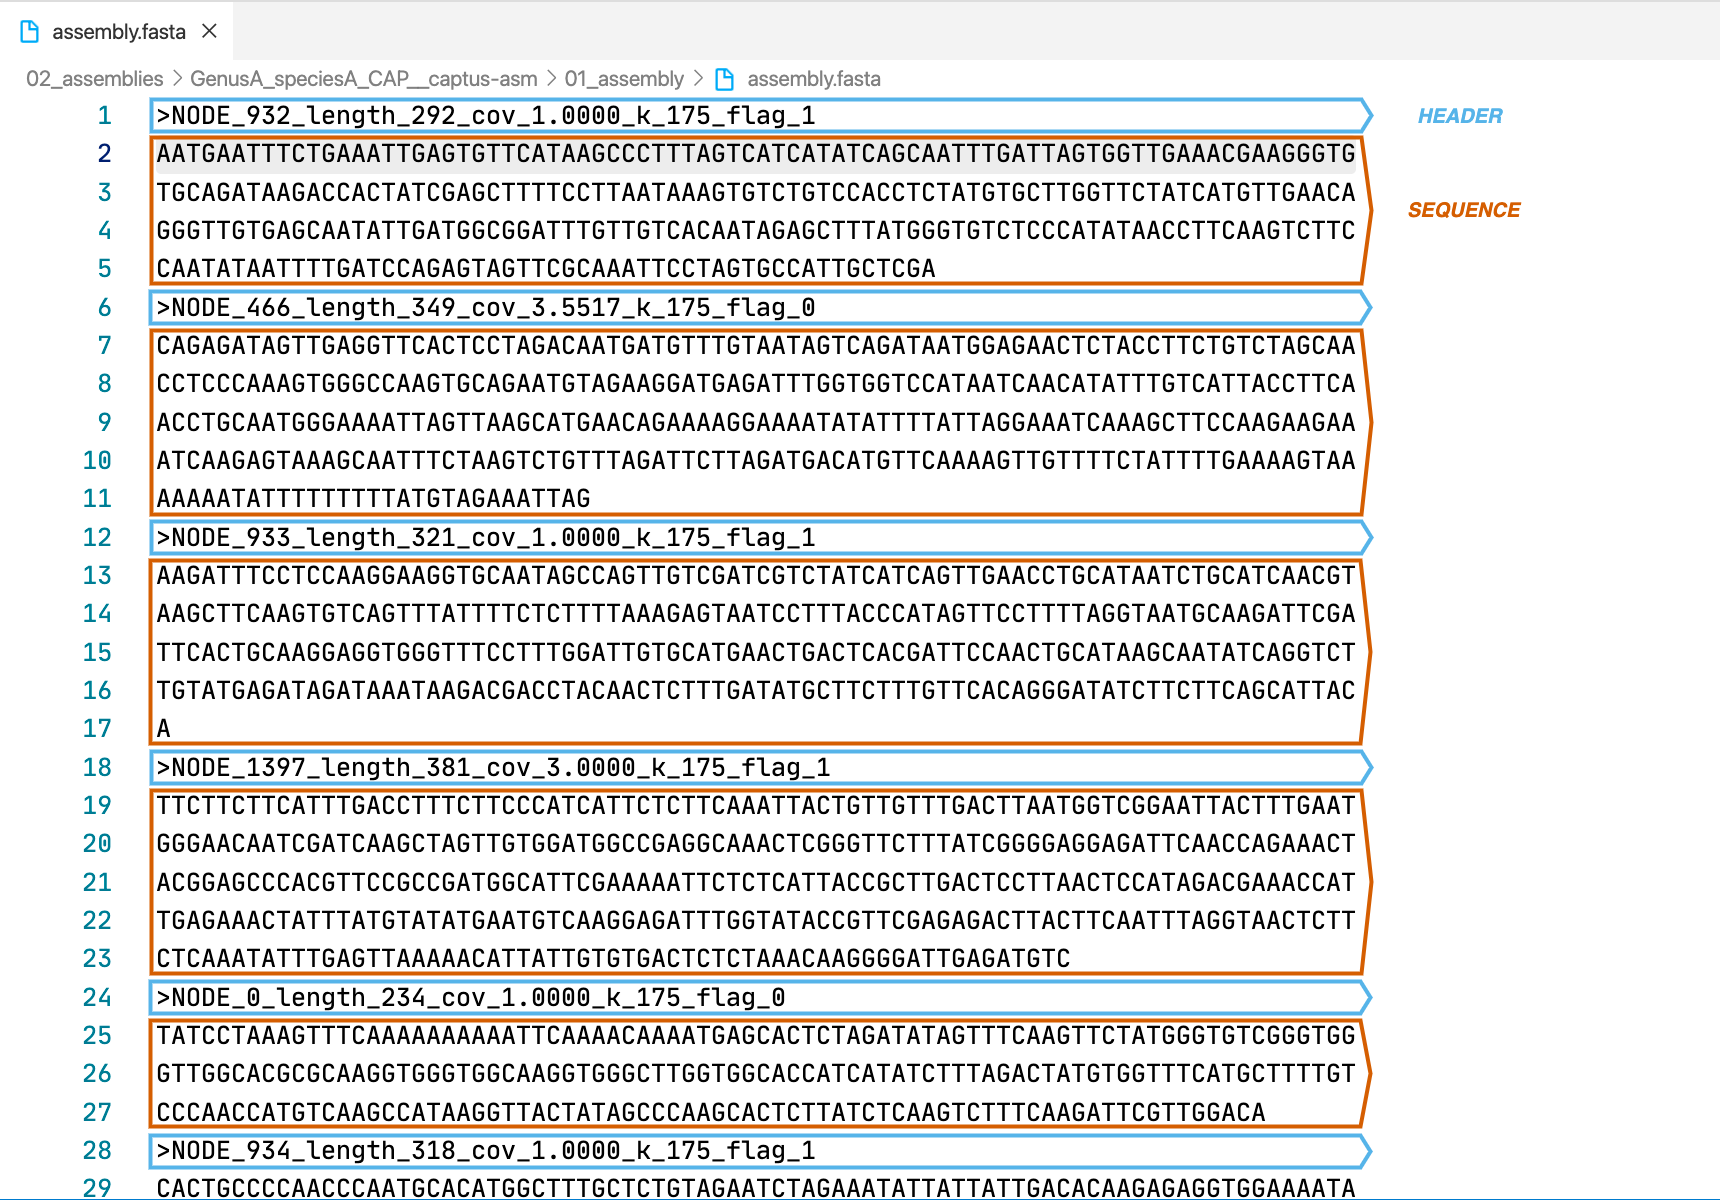 assembly.fasta
02_assemblies > GenusA_speciesA_CAP__captus-asm > 01_assembly > assembly.fasta
1 >NODE_932_length_292_cov_1.0000_k_175_flag_1
HEADER
2 AATGAATTTCTGAAATTGAGTGTTCATAAGCCCTTTAGTCATCATATCAGCAATTTGATTAGTGGTTGAAACGAAGGGTG
3 TGCAGATAAGACCACTATCGAGCTTTTCCTTAATAAAGTGTCTGTCCACCTCTATGTGCTTGGTTCTATCATGTTGAACA
SEQUENCE
4 GGGTTGTGAGCAATATTGATGGCGGATTTGTTGTCACAATAGAGCTTTATGGGTGTCTCCCATATAACCTTCAAGTCTTC
5 CAATATAATTTTGATCCAGAGTAGTTCGCAAATTCCTAGTGCCATTGCTCGA
6 >NODE_466_length_349_cov_3.5517_k_175_flag_0
7 CAGAGATAGTTGAGGTTCACTCCTAGACAATGATGTTTGTAATAGTCAGATAATGGAGAACTCTACCTTCTGTCTAGCAA
8 CCTCCCAAAGTGGGCCAAGTGCAGAATGTAGAAGGATGAGATTTGGTGGTCCATAATCAACATATTTGTCATTACCTTCA
9 ACCTGCAATGGGAAAATTAGTTAAGCATGAACAGAAAAGGAAAATATATTTTATTAGGAAATCAAAGCTTCCAAGAAGAA
10 ATCAAGAGTAAAGCAATTTCTAAGTCTGTTTAGATTCTTAGATGACATGTTCAAAAGTTGTTTTCTATTTTGAAAAGTAA
11 AAAAATATTTTTTTTTATGTAGAAATTAG
12 >NODE_933_length_321_cov_1.0000_k_175_flag_1
13 AAGATTTCCTCCAAGGAAGGTGCAATAGCCAGTTGTCGATCGTCTATCATCAGTTGAACCTGCATAATCTGCATCAACGT
14 AAGCTTCAAGTGTCAGTTTATTTTCTCTTTTAAAGAGTAATCCTTTACCCATAGTTCCTTTTAGGTAATGCAAGATTCGA
15 TTCACTGCAAGGAGGTGGGTTTCCTTTGGATTGTGCATGAACTGACTCACGATTCCAACTGCATAAGCAATATCAGGTCT
16 TGTATGAGATAGATAAATAAGACGACCTACAACTCTTTGATATGCTTCTTTGTTCACAGGGATATCTTCTTCAGCATTAC
17 A
18 >NODE_1397_length_381_cov_3.0000_k_175_flag_1
19 TTCTTCTTCATTTGACCTTTCTTCCCATCATTCTCTTCAAATTACTGTTGTTTGACTTAATGGTCGGAATTACTTTGAAT
20 GGGAACAATCGATCAAGCTAGTTGTGGATGGCCGAGGCAAACTCGGGTTCTTTATCGGGGAGGAGATTCAACCAGAAACT
21 ACGGAGCCCACGTTCCGCCGATGGCATTCGAAAAATTCTCTCATTACCGCTTGACTCCTTAACTCCATAGACGAAACCAT
22 TGAGAAACTATTTATGTATATGAATGTCAAGGAGATTTGGTATACCGTTCGAGAGACTTACTTCAATTTAGGTAACTCTT
23 CTCAAATATTTGAGTTAAAAACATTATTGTGTGACTCTCTAAACAAGGGGATTGAGATGTC
24 >NODE_0_length_234_cov_1.0000_k_175_flag_0
25 TATCCTAAAGTTTCAAAAAAAAAATTCAAAACAAAATGAGCACTCTAGATATAGTTTCAAGTTCTATGGGTGTCGGGTGG
26 GTTGGCACGCGCAAGGTGGGTGGCAAGGTGGGCTTGGTGGCACCATCATATCTTTAGACTATGTGGTTTCATGCTTTTGT
27 CCCAACCATGTCAAGCCATAAGGTTACTATAGCCCAAGCACTCTTATCTCAAGTCTTTCAAGATTCGTTGGACA
28 >NODE_934_length_318_cov_1.0000_k_175_flag_1
29 CACTGCCCCAACCCAATGCACATGGCTTTGCTCTGTAGAATCTAGAAATATTATTATTGACACAAGAGAGGTGGAAAATA